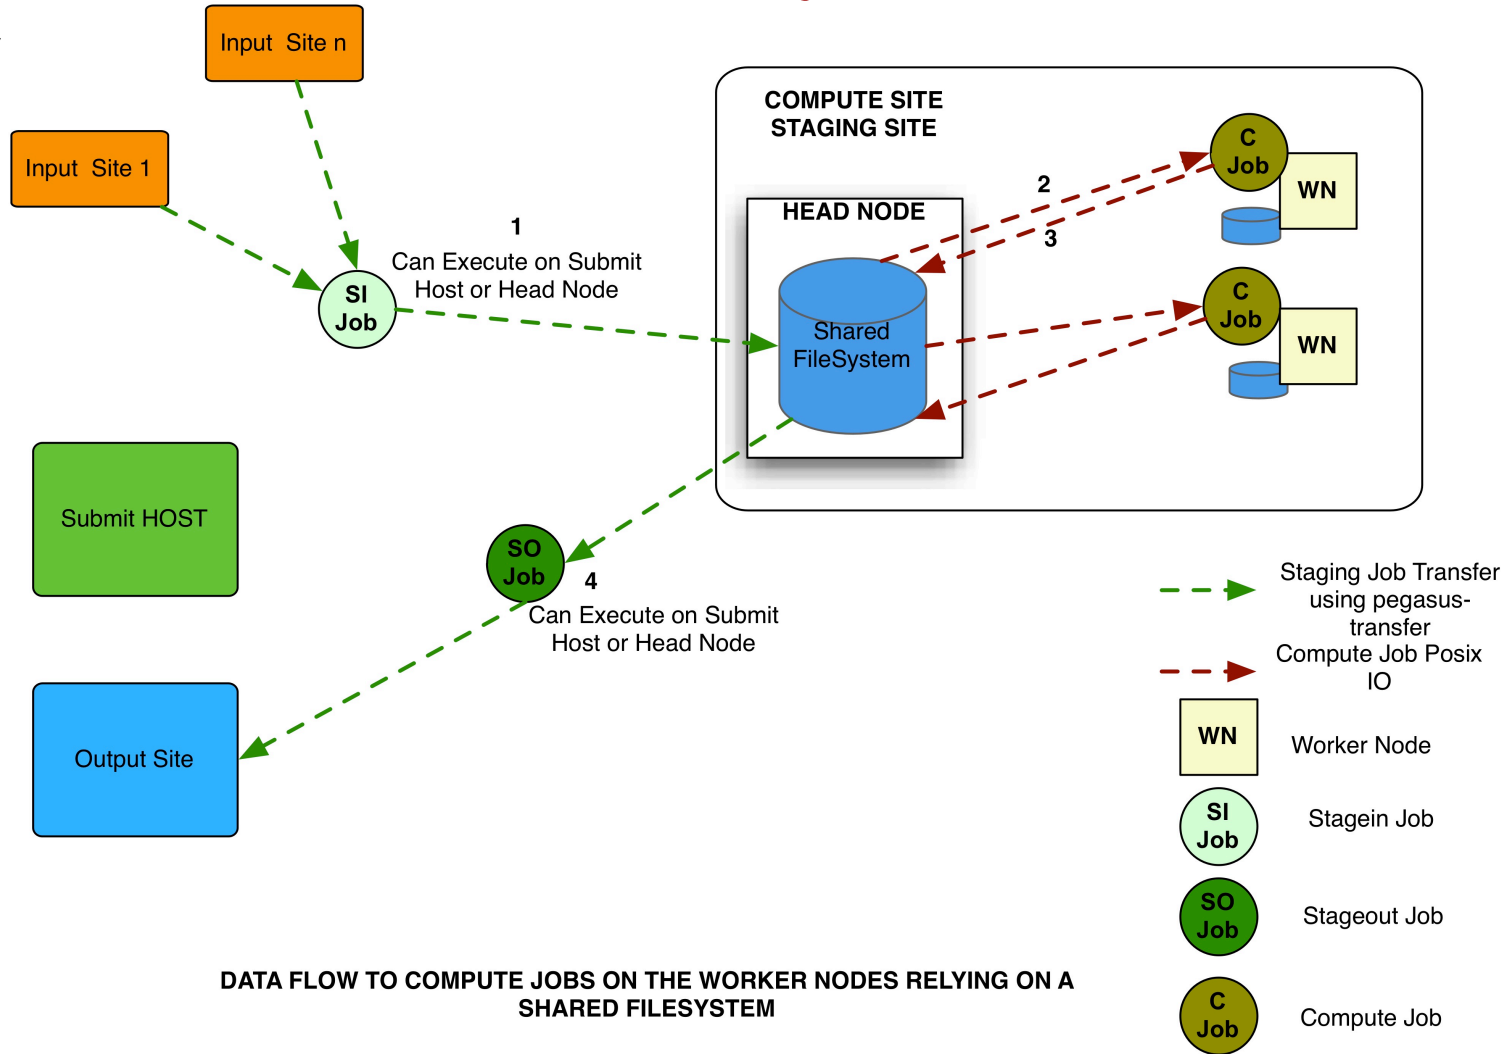 Input  Site n
Input  Site 1
1
Can Execute on Submit
Host or Head Node
SI
Job
COMPUTE SITE
STAGING SITE
HEAD NODE
Shared
FileSystem
2
3
C
Job
WN
C
Job
WN
Submit HOST
SO
Job
4
Can Execute on Submit
Host or Head Node
Output Site
Staging Job Transfer
using pegasus-
transfer
Compute Job Posix
IO
WN
Worker Node
SI
Job
Stagein Job
SO
Job
Stageout Job
C
Job
Compute Job
DATA FLOW TO COMPUTE JOBS ON THE WORKER NODES RELYING ON A
SHARED FILESYSTEM